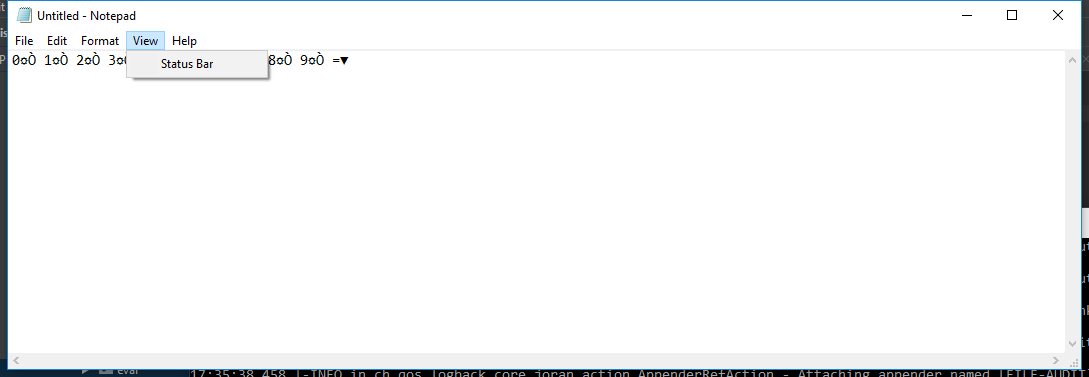 Untitled - Notepad
File Edit Format View Help
0¤Ò 1¤Ò 2¤Ò 3¤
Status Bar
8¤Ò 9¤Ò =▼
eval
17:35:38,458 |-INFO in ch.qos.logback.core.joran.action.AppenderRefAction - Attaching appender named [FILE-AUDIT